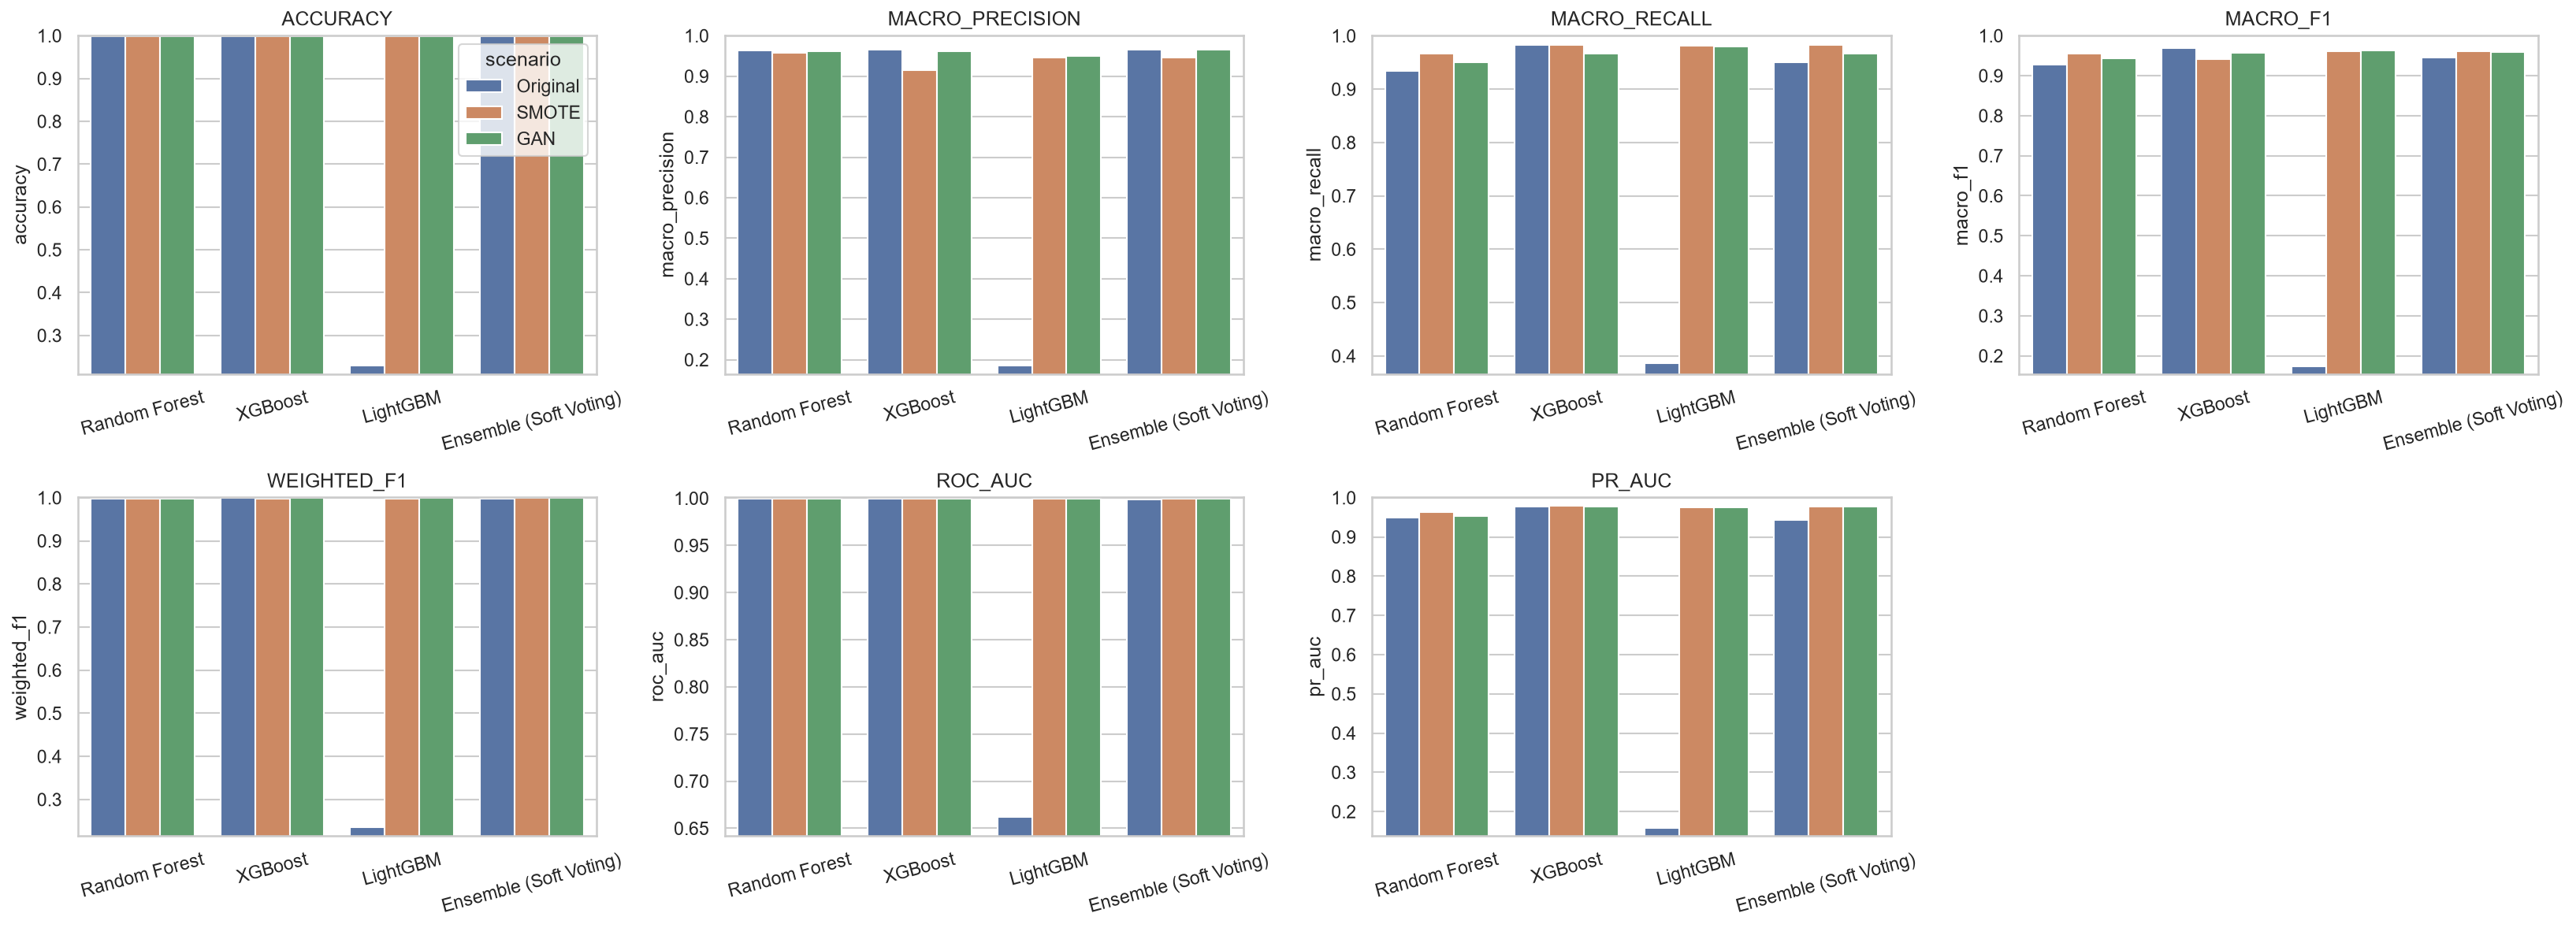 ACCURACY
accuracy
1.0
0.9
0.8
0.7
0.6
0.5
0.4
0.3
scenario
Original
SMOTE
GAN
Random Forest
XGBoost
LightGBM
Ensemble (Soft Voting)
MACRO_PRECISION
macro_precision
1.0
0.9
0.8
0.7
0.6
0.5
0.4
0.3
0.2
Random Forest
XGBoost
LightGBM
Ensemble (Soft Voting)
MACRO_RECALL
macro_recall
1.0
0.9
0.8
0.7
0.6
0.5
0.4
Random Forest
XGBoost
LightGBM
Ensemble (Soft Voting)
MACRO_F1
macro_f1
1.0
0.9
0.8
0.7
0.6
0.5
0.4
0.3
0.2
Random Forest
XGBoost
LightGBM
Ensemble (Soft Voting)
WEIGHTED_F1
weighted_f1
1.0
0.9
0.8
0.7
0.6
0.5
0.4
0.3
Random Forest
XGBoost
LightGBM
Ensemble (Soft Voting)
ROC_AUC
roc_auc
1.00
0.95
0.90
0.85
0.80
0.75
0.70
0.65
Random Forest
XGBoost
LightGBM
Ensemble (Soft Voting)
PR_AUC
pr_auc
1.0
0.9
0.8
0.7
0.6
0.5
0.4
0.3
0.2
Random Forest
XGBoost
LightGBM
Ensemble (Soft Voting)